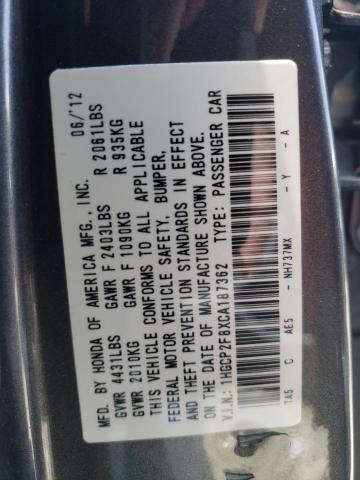 MFD. BY HONDA OF AMERICA MFG., INC. 06/'12
GVWR 4431LBS GAWR F 2403LBS R 2061LBS
GVWR 2010KG GAWR F 1090KG R 935KG
THIS VEHICLE CONFORMS TO ALL APPLICABLE
FEDERAL MOTOR VEHICLE SAFETY, BUMPER,
AND THEFT PREVENTION STANDARDS IN EFFECT
ON THE DATE OF MANUFACTURE SHOWN ABOVE.
V.I.N.: 1HGCP2F8XCA187362 TYPE: PASSENGER CAR
TA5 C AE5 - NH737MX - Y - A